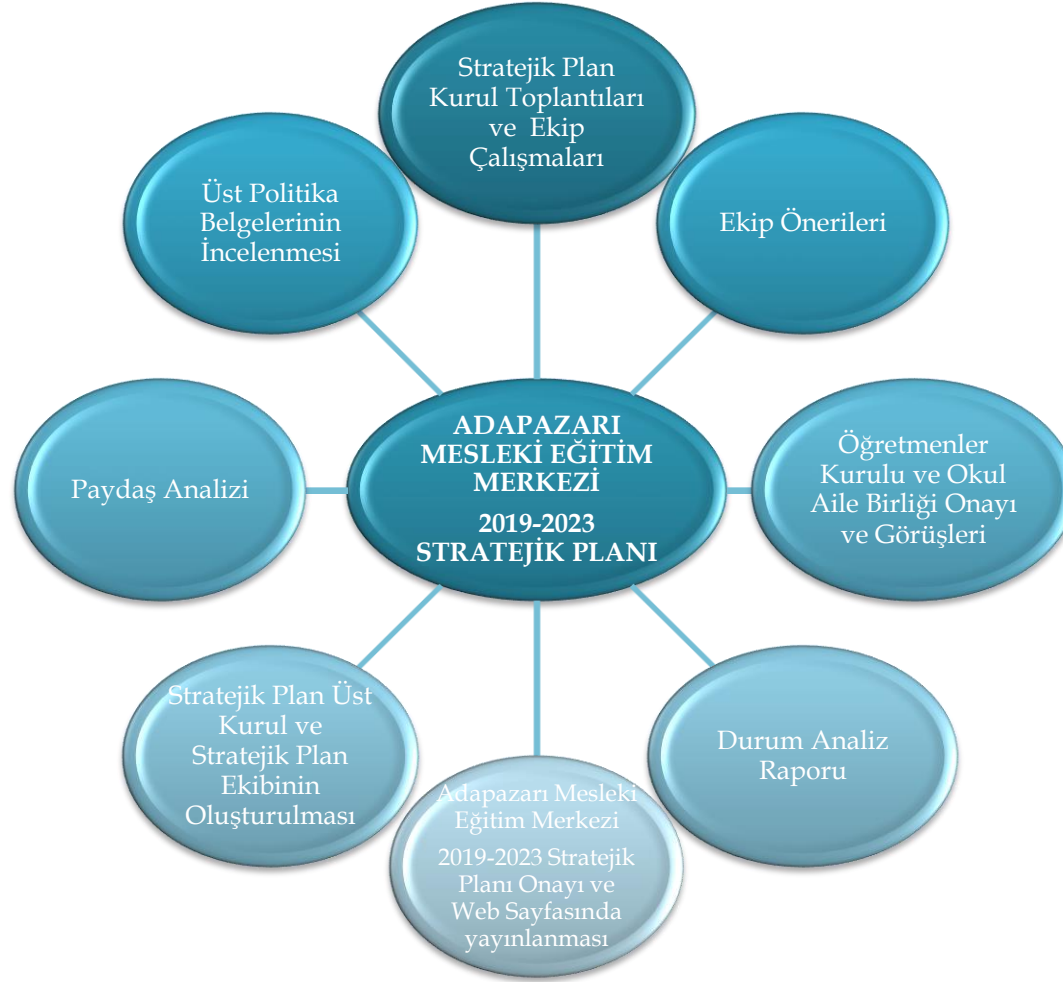 Stratejik Plan
Kurul Toplantıları
ve Ekip
Çalışmaları
Üst Politika
Belgelerinin
İncelenmesi
Ekip Önerileri
ADAPAZARI
MESLEKİ EĞİTİM
MERKEZİ
2019-2023
STRATEJİK PLANI
Paydaş Analizi
Öğretmenler
Kurulu ve Okul
Aile Birliği Onayı
ve Görüşleri
Stratejik Plan Üst
Kurul ve
Stratejik Plan
Ekibinin
Oluşturulması
Durum Analiz
Raporu
Adapazarı Mesleki
Eğitim Merkezi
2019-2023 Stratejik
Planı Onayı ve
Web Sayfasında
yayınlanması